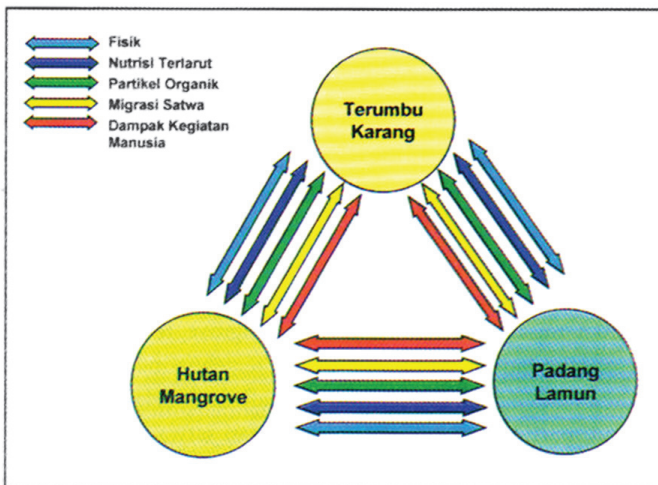 Fisik
Nutrisi Terlarut
Partikel Organik
Migrasi Satwa
Dampak Kegiatan
Manusia
Terumbu
Karang
Hutan
Mangrove
Padang
Lamun